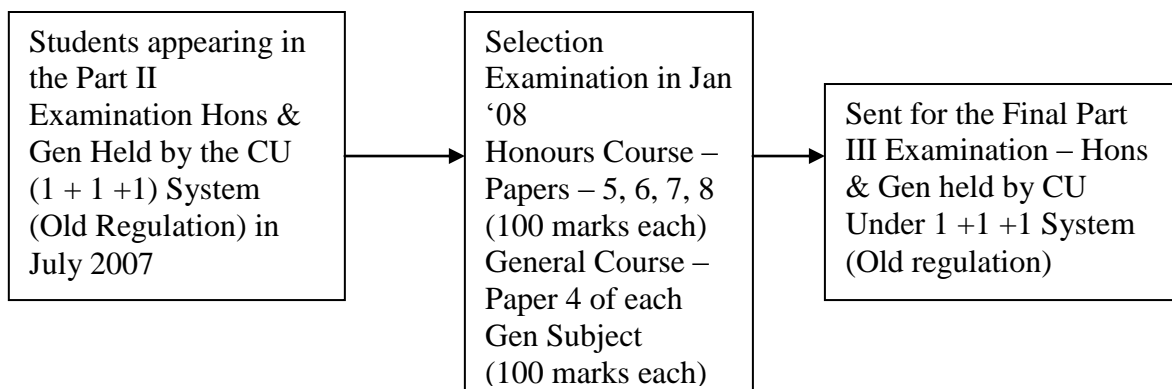 Students appearing in
the Part II
Examination Hons &
Gen Held by the CU
(1 + 1 +1) System
(Old Regulation) in
July 2007
Selection
Examination in Jan
‘08
Honours Course –
Papers – 5, 6, 7, 8
(100 marks each)
General Course –
Paper 4 of each
Gen Subject
(100 marks each)
Sent for the Final Part
III Examination – Hons
& Gen held by CU
Under 1 +1 +1 System
(Old regulation)